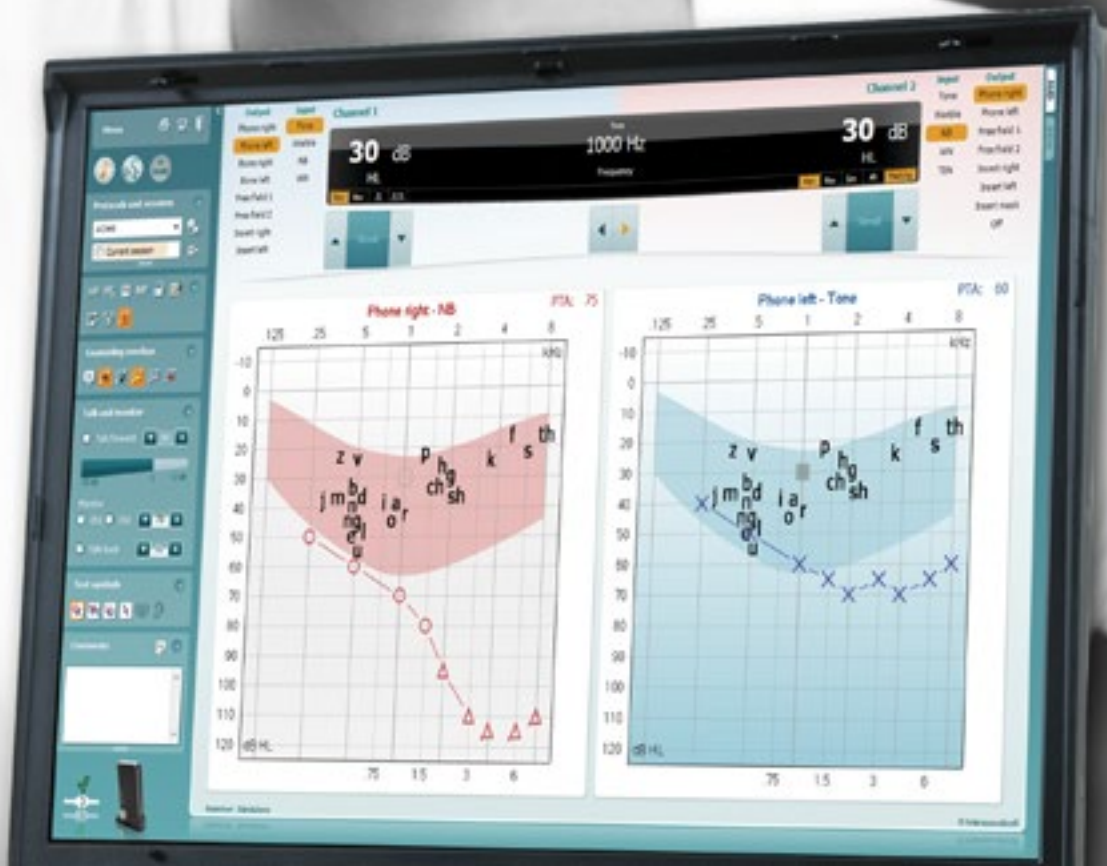 Menu
Protocols and sessions
Current session
Counseling overlays
Talk and monitor
Talk forward
Talk back
Test symbols
Comments
Output
Phone right
Phone left
Bone right
Bone left
Free field 1
Free field 2
Insert right
Insert left
Input
Tone
Channel 1
30 dB
HL
Tone
1000 Hz
Frequency
Channel 2
30 dB
HL
Input
Tone
Warble
NB
WN
TEN
Output
Phone right
Phone left
Free field 1
Free field 2
Insert right
Insert left
Insert mask
Off
Phone right - NB
PTA: 75
.125 .25 .5 1 2 4 8
kHz
-10
0
10
20
30
40
50
60
70
80
90
100
110
120
dB HL
z v
p
h
g
ch
sh
k
f
s
th
j m
b
d
n
ng
e
l
u
i a
o
r
.75 1.5 3 6
Phone left - Tone
PTA: 60
.125 .25 .5 1 2 4 8
kHz
-10
0
10
20
30
40
50
60
70
80
90
100
110
120
dB HL
z v
p
h
g
ch
sh
k
f
s
th
j m
b
d
n
ng
e
l
u
i a
o
r
.75 1.5 3 6